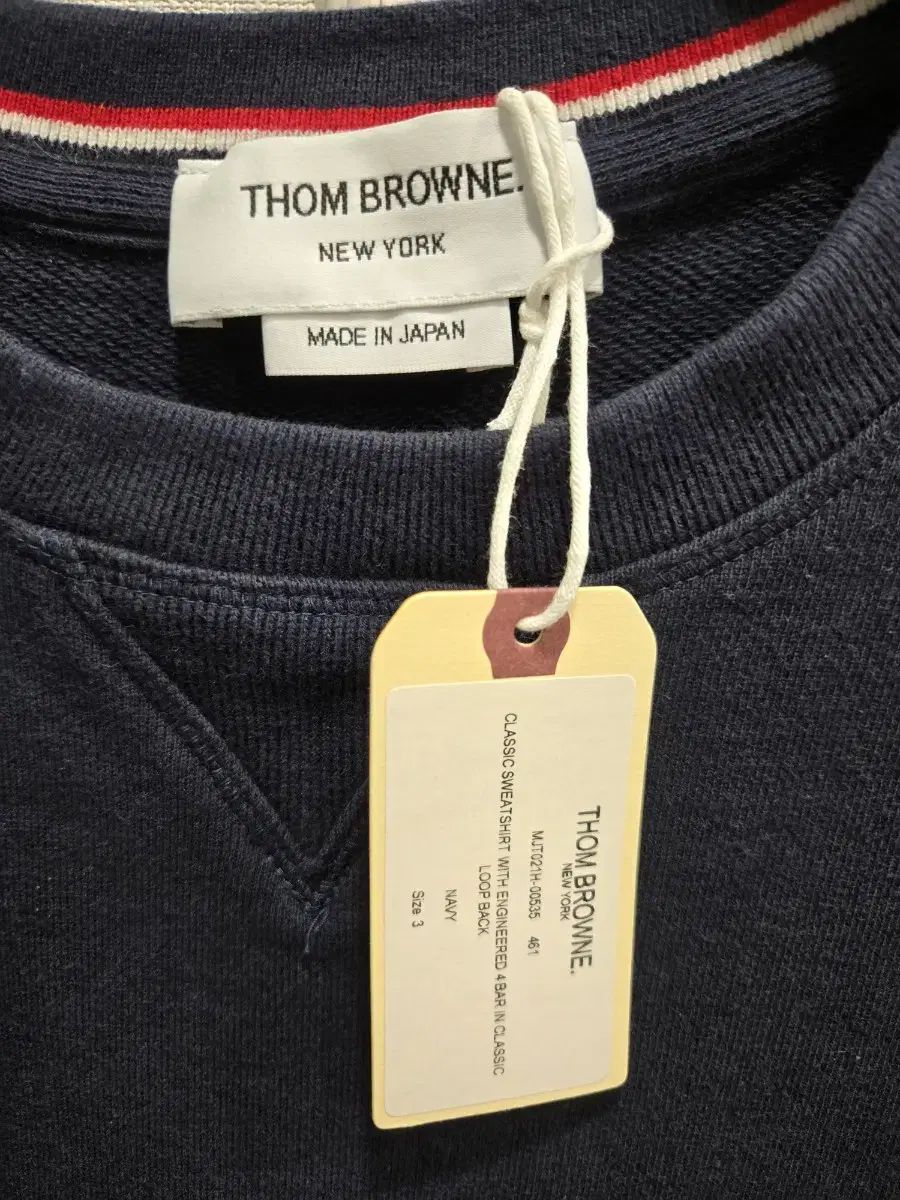 THOM BROWNE.
NEW YORK
MADE IN JAPAN
THOM BROWNE.
NEW YORK
MJT021H-00535 461
CLASSIC SWEATSHIRT WITH ENGINEERED 4 BAR IN CLASSIC
LOOP BACK
NAVY
Size 3